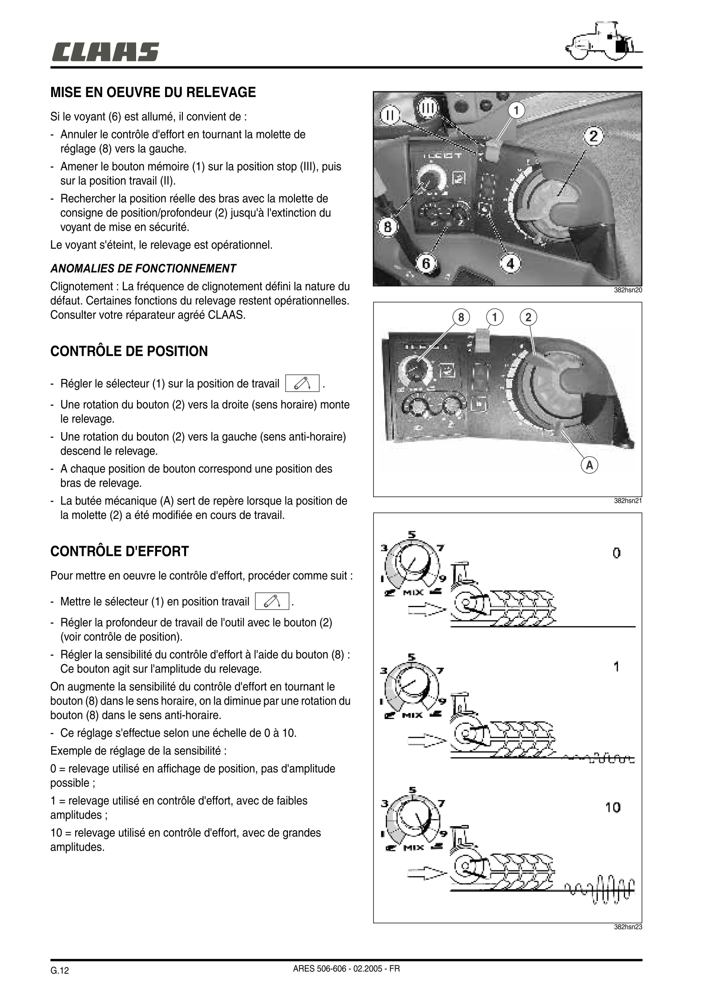 CLAAS
MISE EN OEUVRE DU RELEVAGE
Si le voyant (6) est allumé, il convient de :
- Annuler le contrôle d'effort en tournant la molette de
réglage (8) vers la gauche.
- Amener le bouton mémoire (1) sur la position stop (III), puis
sur la position travail (II).
- Rechercher la position réelle des bras avec la molette de
consigne de position/profondeur (2) jusqu'à l'extinction du
voyant de mise en sécurité.
Le voyant s'éteint, le relevage est opérationnel.
ANOMALIES DE FONCTIONNEMENT
Clignotement : La fréquence de clignotement défini la nature du
défaut. Certaines fonctions du relevage restent opérationnelles.
Consulter votre réparateur agréé CLAAS.
CONTRÔLE DE POSITION
- Régler le sélecteur (1) sur la position de travail .
- Une rotation du bouton (2) vers la droite (sens horaire) monte
le relevage.
- Une rotation du bouton (2) vers la gauche (sens anti-horaire)
descend le relevage.
- A chaque position de bouton correspond une position des
bras de relevage.
- La butée mécanique (A) sert de repère lorsque la position de
la molette (2) a été modifiée en cours de travail.
CONTRÔLE D'EFFORT
Pour mettre en oeuvre le contrôle d'effort, procéder comme suit :
- Mettre le sélecteur (1) en position travail .
- Régler la profondeur de travail de l'outil avec le bouton (2)
(voir contrôle de position).
- Régler la sensibilité du contrôle d'effort à l'aide du bouton (8) :
Ce bouton agit sur l'amplitude du relevage.
On augmente la sensibilité du contrôle d'effort en tournant le
bouton (8) dans le sens horaire, on la diminue par une rotation du
bouton (8) dans le sens anti-horaire.
- Ce réglage s'effectue selon une échelle de 0 à 10.
Exemple de réglage de la sensibilité :
0 = relevage utilisé en affichage de position, pas d'amplitude
possible ;
1 = relevage utilisé en contrôle d'effort, avec de faibles
amplitudes ;
10 = relevage utilisé en contrôle d'effort, avec de grandes
amplitudes.
II III 1
2
8
6 4
382hsn20
8 1 2
A
382hsn21
5
3 7
0
1 9
MIX
5
3 7
1
1 9
MIX
5
3 7
10
1 9
MIX
382hsn23
G.12
ARES 506-606 - 02.2005 - FR